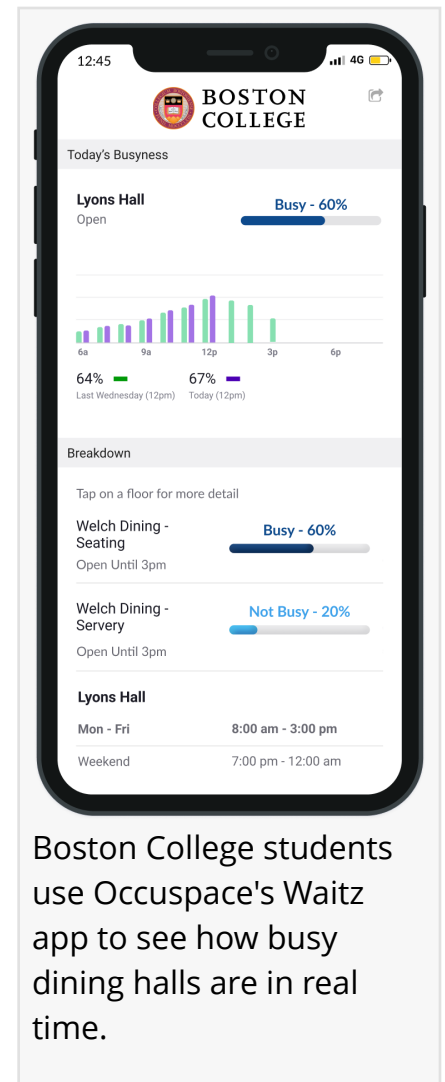 12:45
4G
BOSTON
COLLEGE
Today's Busyness
Lyons Hall
Busy - 60%
Open
6a 9a 12p 3p 6p
64% 67%
Last Wednesday (12pm) Today (12pm)
Breakdown
Tap on a floor for more detail
Welch Dining -
Seating
Busy - 60%
Open Until 3pm
Welch Dining -
Servery
Not Busy - 20%
Open Until 3pm
Lyons Hall
Mon - Fri 8:00 am - 3:00 pm
Weekend 7:00 pm - 12:00 am
Boston College students
use Occuspace's Waitz
app to see how busy
dining halls are in real
time.